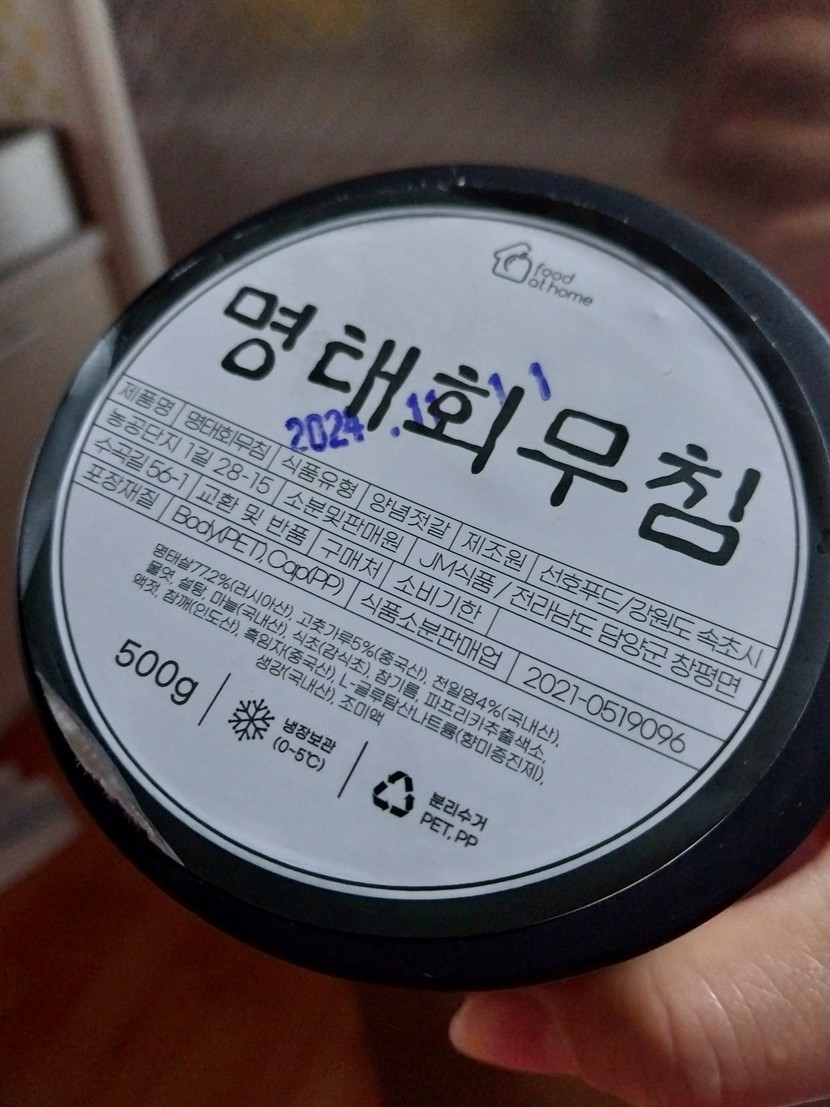 food
at home
명태회무침
2024 .11 11
제품명 명태회무침 식품유형 양념젓갈 제조원 선호푸드/강원도 속초시
농공단지 1길 28-15 소분및판매원 JM식품/전라남도 담양군 창평면
수곡길 56-1 교환 및 반품 구매처 소비기한
포장재질 Body(PET), Cap(PP) 식품소분판매업 2021-0519096
명태살77.2%(러시아산), 고춧가루5%(중국산), 천일염4%(국내산),
물엿, 설탕, 마늘(국내산), 식초(감식초), 참기름, 파프리카추출색소,
액젓, 참깨(인도산), 흑임자(중국산), L-글루탐산나트륨(향미증진제),
생강(국내산), 조미액
500g
냉장보관
(0~5℃)
분리수거
PET, PP